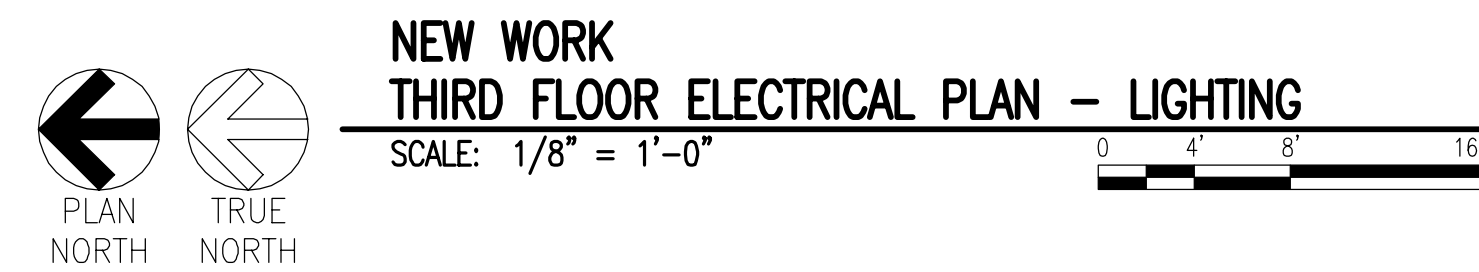 NEW WORK
THIRD FLOOR ELECTRICAL PLAN – LIGHTING
SCALE: 1/8" = 1'-0"
0 4' 8' 16
PLAN NORTH
TRUE NORTH